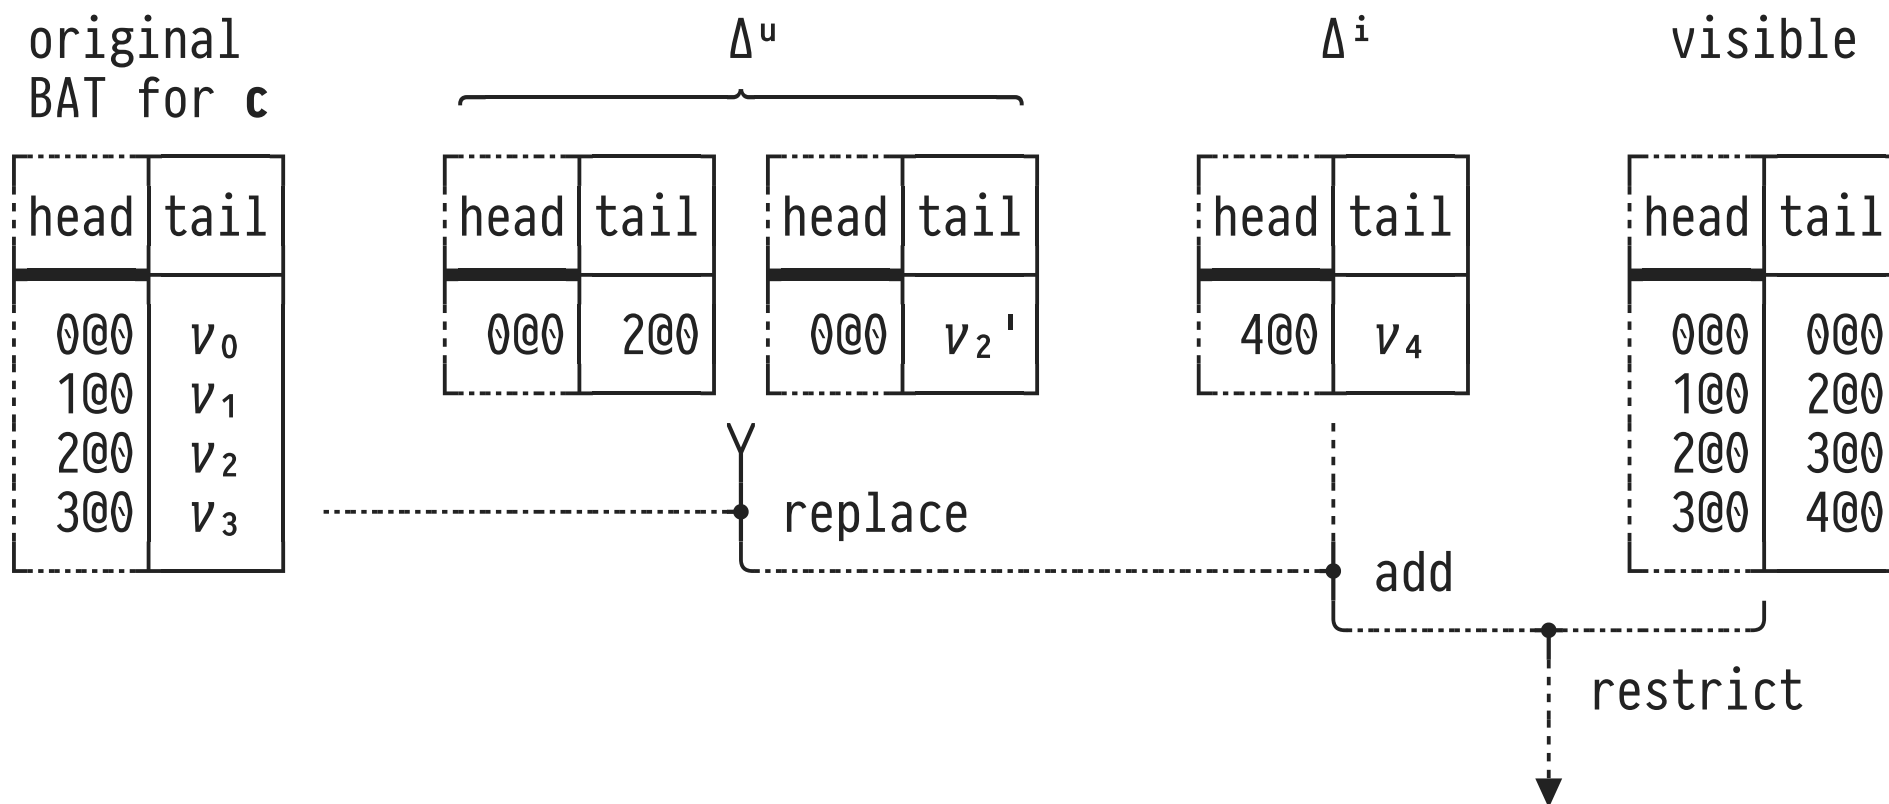 original
BAT for c
Δᵘ
Δⁱ
visible
head tail
0@0 v₀
1@0 v₁
2@0 v₂
3@0 v₃
head tail
0@0 2@0
head tail
0@0 v₂'
head tail
4@0 v₄
head tail
0@0 0@0
1@0 2@0
2@0 3@0
3@0 4@0
replace
add
restrict